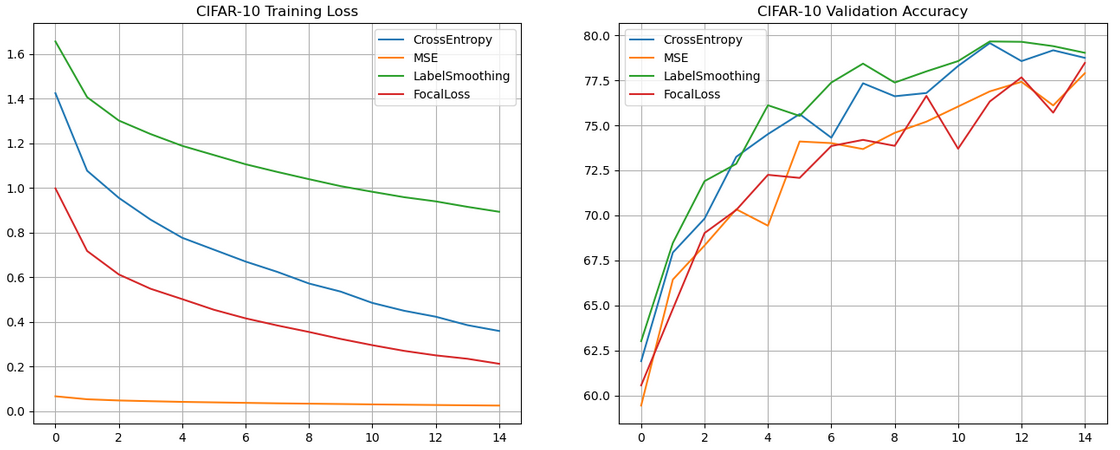 CIFAR-10 Training Loss
1.6
1.4
1.2
1.0
0.8
0.6
0.4
0.2
0.0
CrossEntropy
MSE
LabelSmoothing
FocalLoss
0 2 4 6 8 10 12 14
CIFAR-10 Validation Accuracy
80.0
77.5
75.0
72.5
70.0
67.5
65.0
62.5
60.0
CrossEntropy
MSE
LabelSmoothing
FocalLoss
0 2 4 6 8 10 12 14